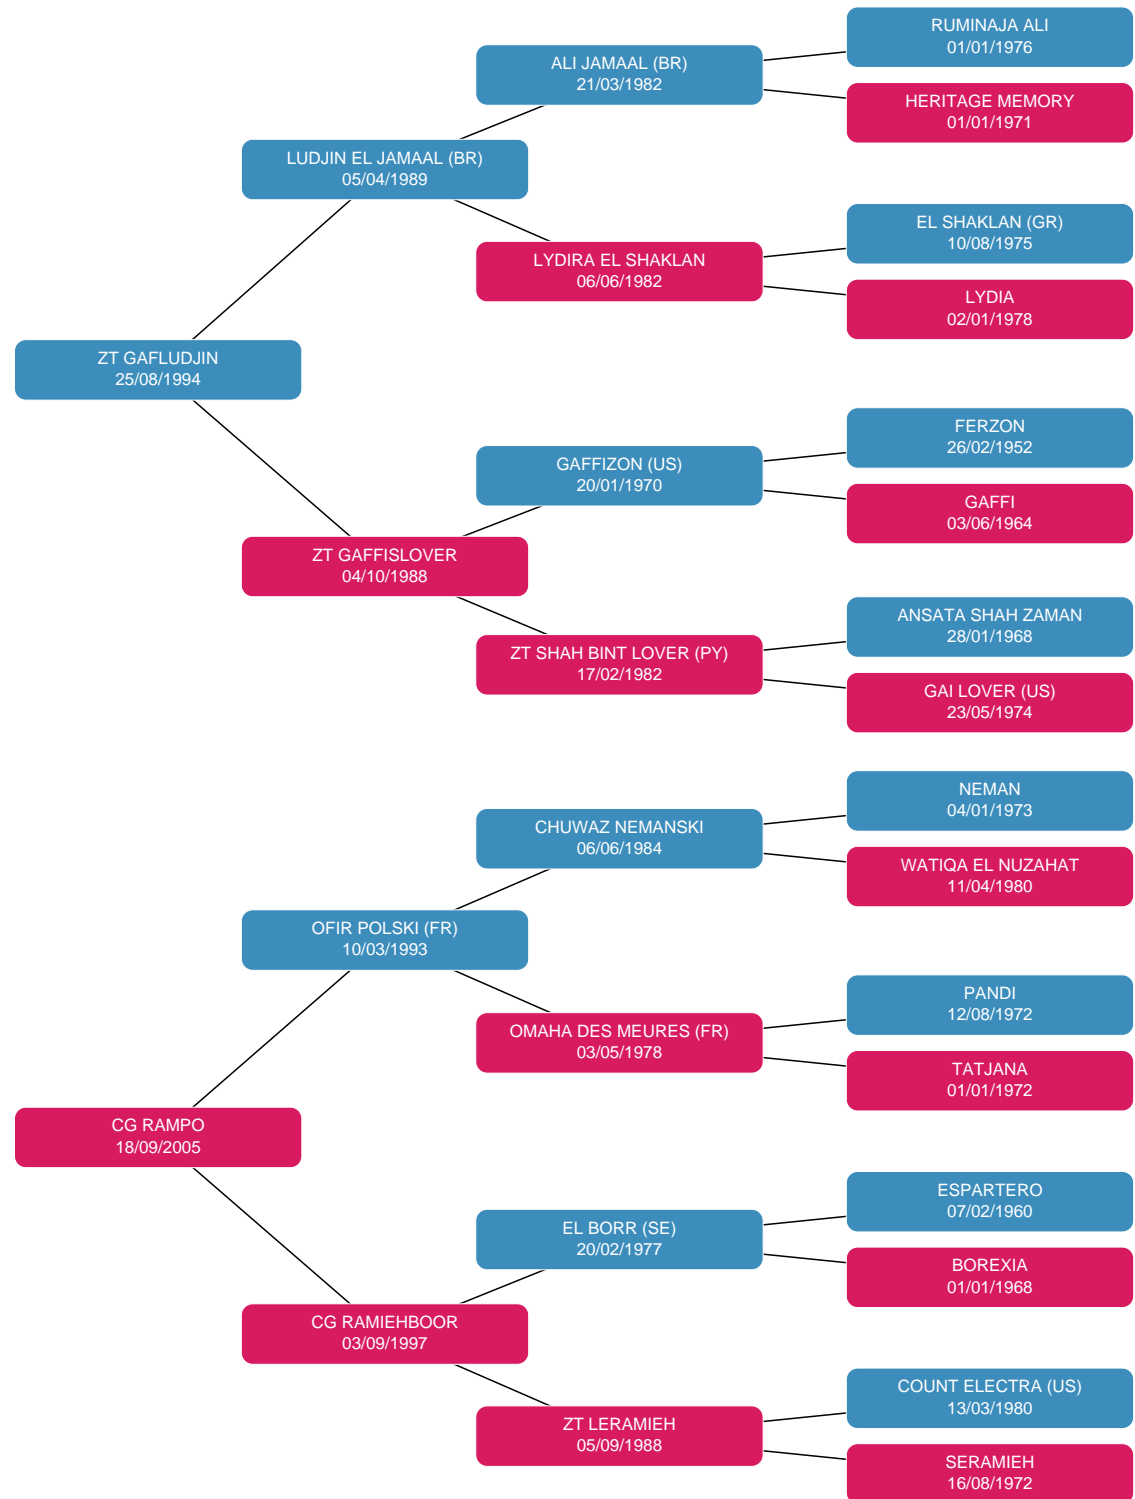 RUMINAJA ALI
01/01/1976
ALI JAMAAL (BR)
21/03/1982
HERITAGE MEMORY
01/01/1971
LUDJIN EL JAMAAL (BR)
05/04/1989
EL SHAKLAN (GR)
10/08/1975
LYDIRA EL SHAKLAN
06/06/1982
LYDIA
02/01/1978
ZT GAFLUDJIN
25/08/1994
FERZON
26/02/1952
GAFFIZON (US)
20/01/1970
GAFFI
03/06/1964
ZT GAFFISLOVER
04/10/1988
ANSATA SHAH ZAMAN
28/01/1968
ZT SHAH BINT LOVER (PY)
17/02/1982
GAI LOVER (US)
23/05/1974
NEMAN
04/01/1973
CHUWAZ NEMANSKI
06/06/1984
WATIQA EL NUZAHAT
11/04/1980
OFIR POLSKI (FR)
10/03/1993
PANDI
12/08/1972
OMAHA DES MEURES (FR)
03/05/1978
TATJANA
01/01/1972
CG RAMPO
18/09/2005
ESPARTERO
07/02/1960
EL BORR (SE)
20/02/1977
BOREXIA
01/01/1968
CG RAMIEHBOOR
03/09/1997
COUNT ELECTRA (US)
13/03/1980
ZT LERAMIEH
05/09/1988
SERAMIEH
16/08/1972